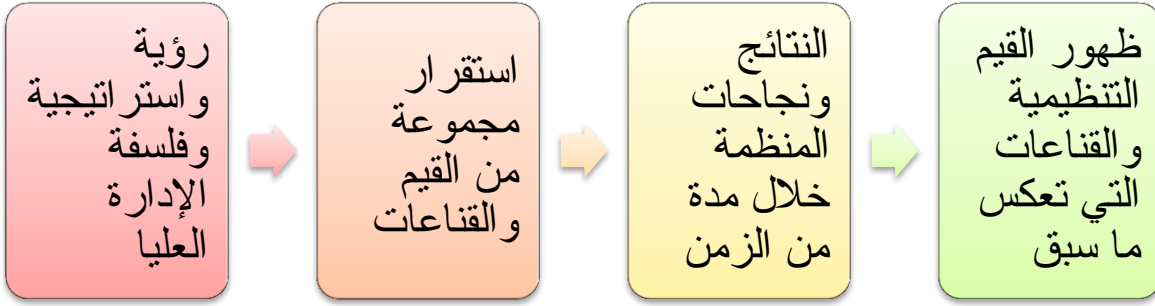 رؤية
واستراتيجية
وفلسفة
الإدارة
العليا
استقرار
مجموعة
من القيم
والقناعات
النتائج
ونجاحات
المنظمة
خلال مدة
من الزمن
ظهور القيم
التنظيمية
والقناعات
التي تعكس
ما سبق